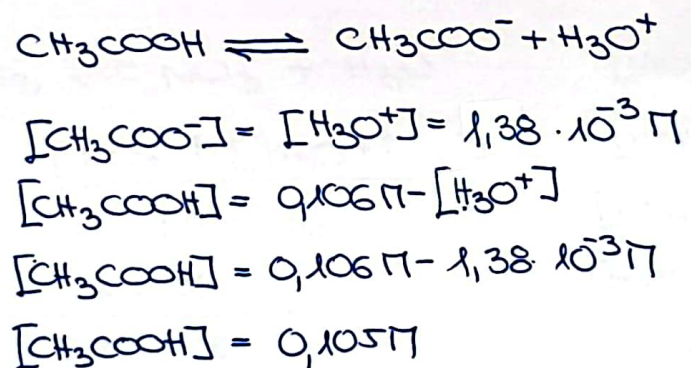 CH₃COOH ⇌ CH₃COO⁻ + H₃O⁺
[CH₃COO⁻] = [H₃O⁺] = 1,38 · 10⁻³ M
[CH₃COOH] = 0,106 M - [H₃O⁺]
[CH₃COOH] = 0,106 M - 1,38 · 10⁻³ M
[CH₃COOH] = 0,105 M